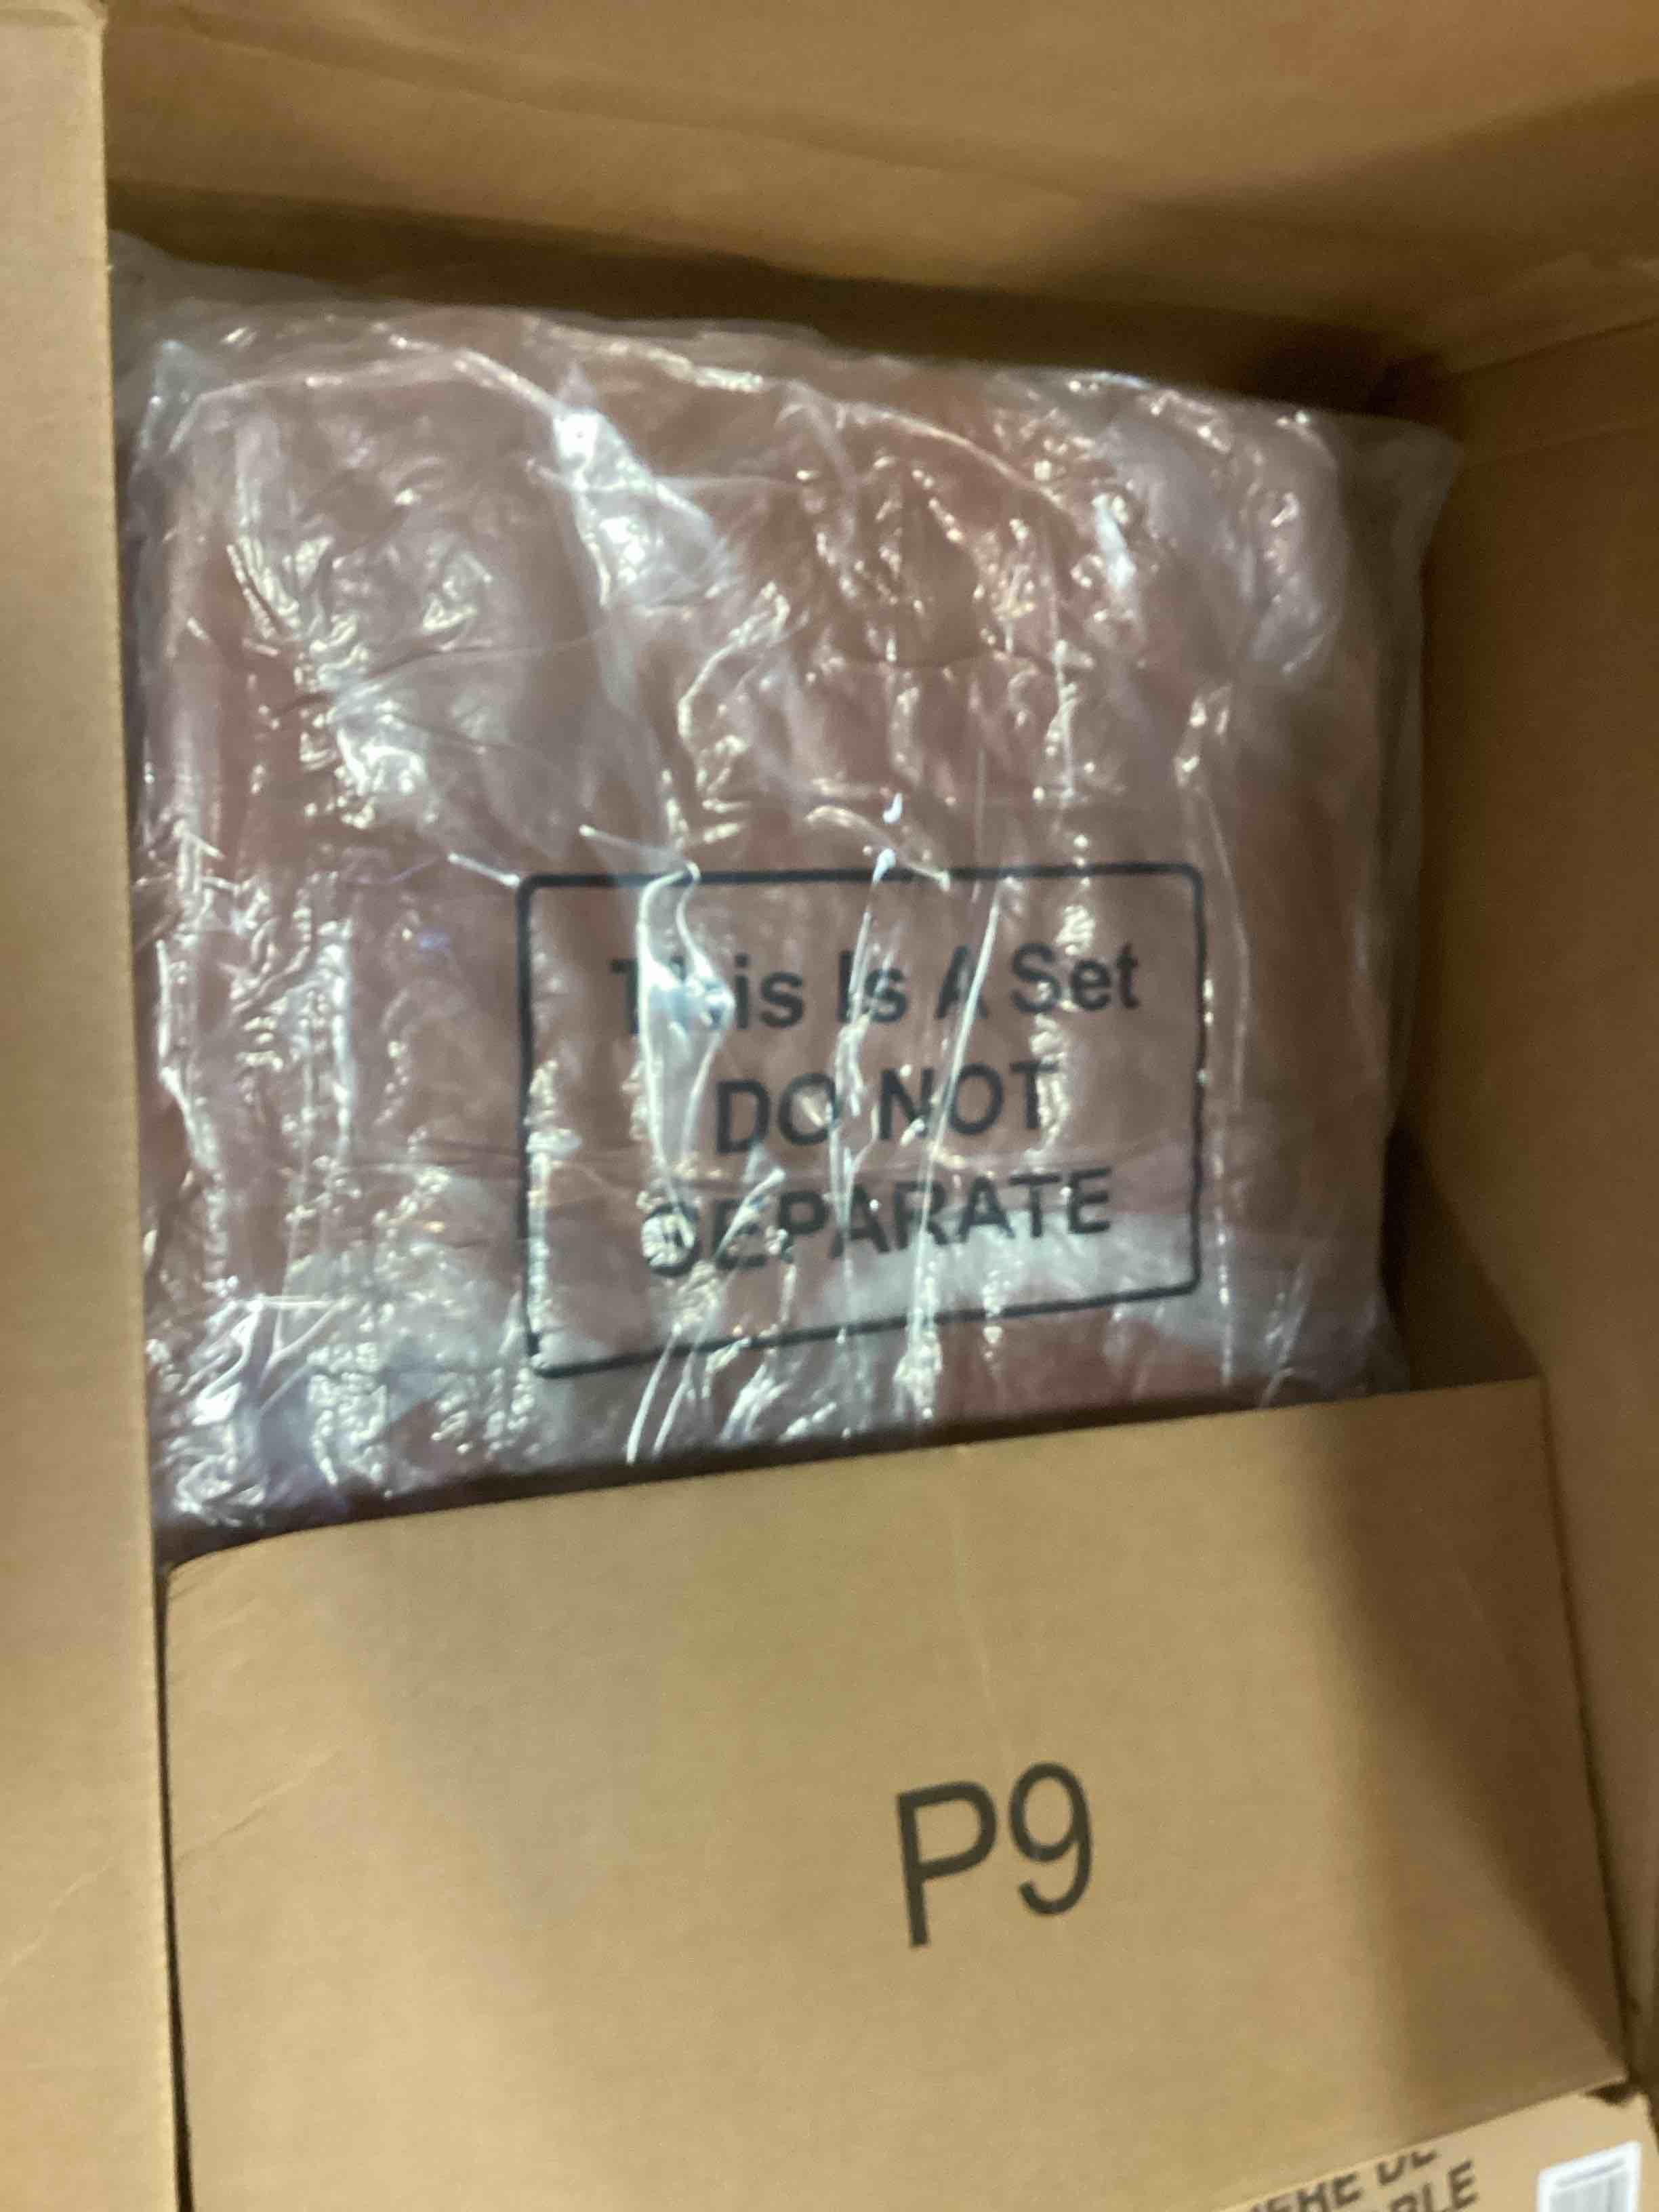 This Is A Set
DO NOT
SEPARATE
P9